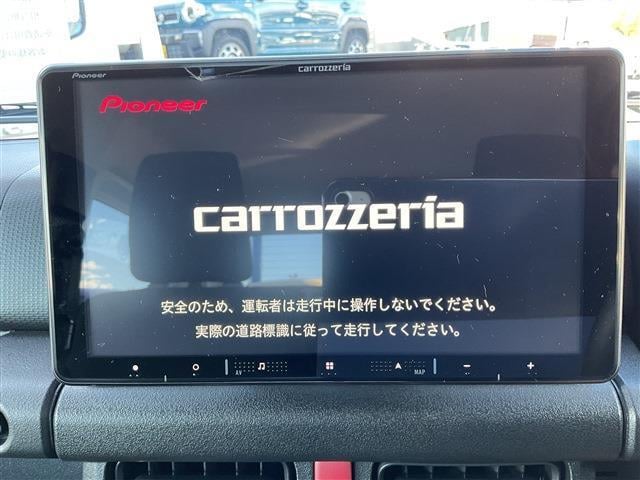 Pioneer
carrozzeria
Pioneer
carrozzeria
安全のため、運転者は走行中に操作しないでください。
実際の道路標識に従って走行してください。
AV
MAP